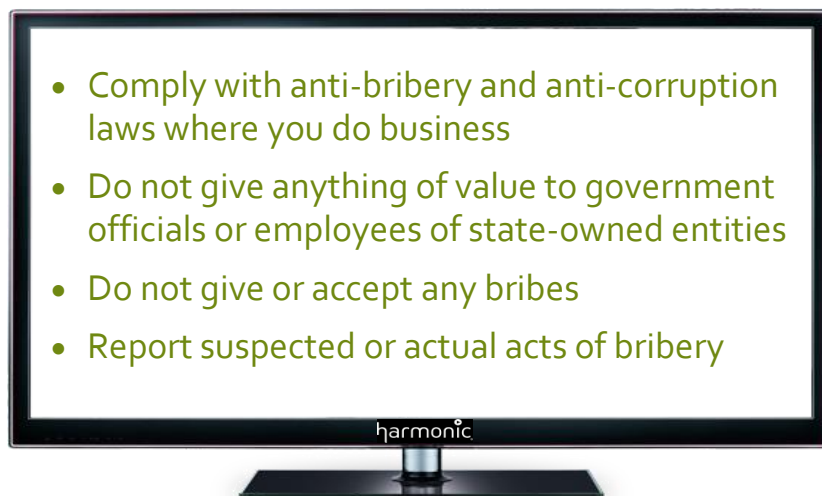 • Comply with anti-bribery and anti-corruption
laws where you do business
• Do not give anything of value to government
officials or employees of state-owned entities
• Do not give or accept any bribes
• Report suspected or actual acts of bribery
harmonic